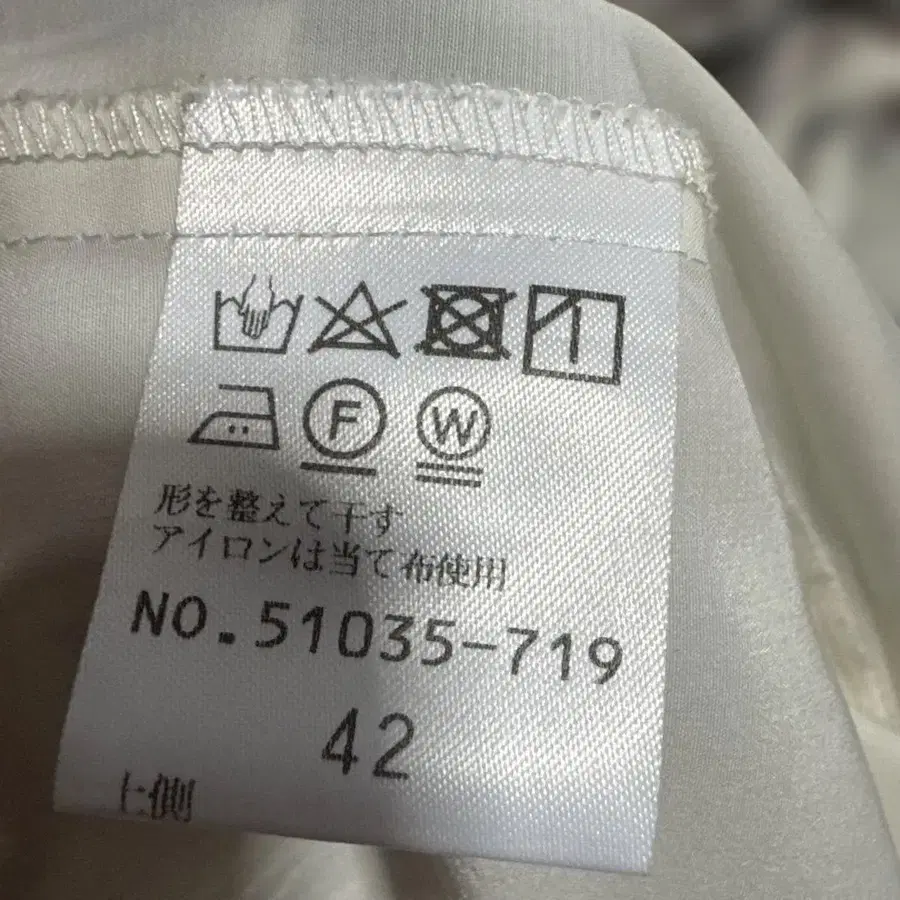 F W
形を整えて干す
アイロンは当て布使用
NO.51035-719
42
上側